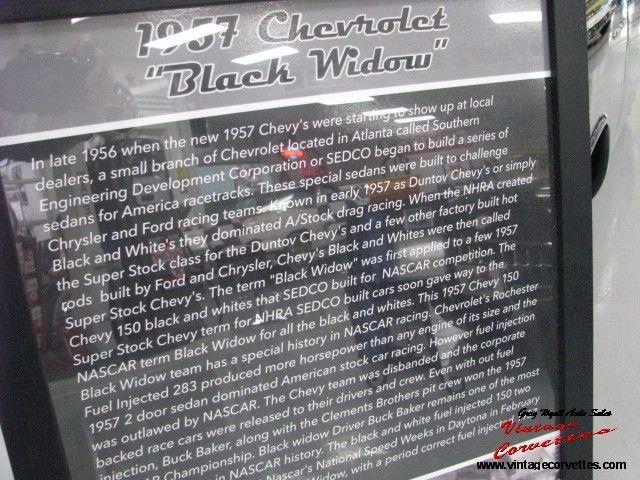 1957 Chevrolet
"Black Widow"
In late 1956 when the new 1957 Chevy's were starting to show up at local
dealers, a small branch of Chevrolet located in Atlanta called Southern
Engineering Development Corporation or SEDCO began to build a series of
sedans for America racetracks. These special sedans were built to challenge
Chrysler and Ford racing teams. Known in early 1957 as Duntov Chevy's or simply
Black and White's they dominated A/Stock drag racing. When the NHRA created
the Super Stock class for the Duntov Chevy's and a few other factory built hot
rods built by Ford and Chrysler, Chevy's Black and Whites were then called
Super Stock Chevy's. The term "Black Widow" was first applied to a few 1957
Chevy 150 black and whites that SEDCO built for NASCAR competition. The
Super Stock Chevy term for NHRA SEDCO built cars soon gave way to the
NASCAR term Black Widow for all the black and whites. This 1957 Chevy 150
Black Widow team has a special history in NASCAR racing. Chevrolet's Rochester
Fuel Injected 283 produced more horsepower than any engine of its size and the
1957 2 door sedan dominated American stock car racing. However fuel injection
was outlawed by NASCAR. The Chevy team was disbanded and the corporate
backed race cars were released to their drivers and crew. Even with out fuel
injection, Buck Baker, along with the Clements Brothers pit crew won the 1957
Championship. Black widow Driver Buck Baker remains one of the most
in NASCAR history. The black and white fuel injected 150 two
Nascar's National Speed Weeks in Daytona in February
Widow, with a period correct fuel
Greg Wyatt Auto Sales
Vintage
Corvettes
www.vintagecorvettes.com